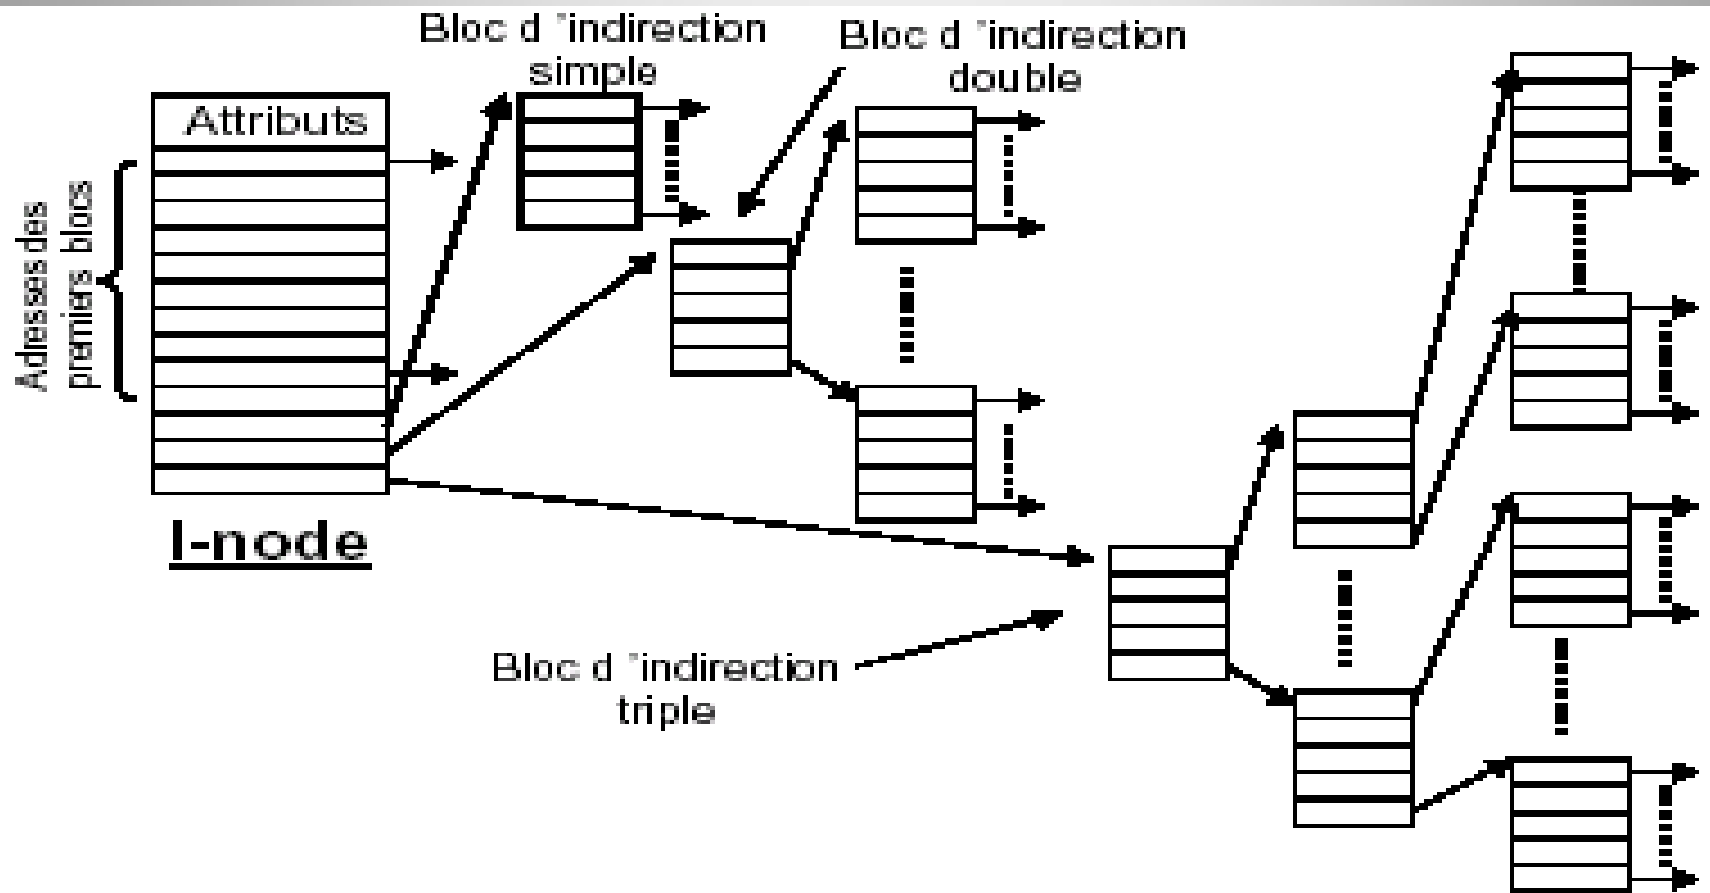 Bloc d 'indirection
simple
Bloc d 'indirection
double
Attributs
Adresses des
premiers blocs
I-node
Bloc d 'indirection
triple